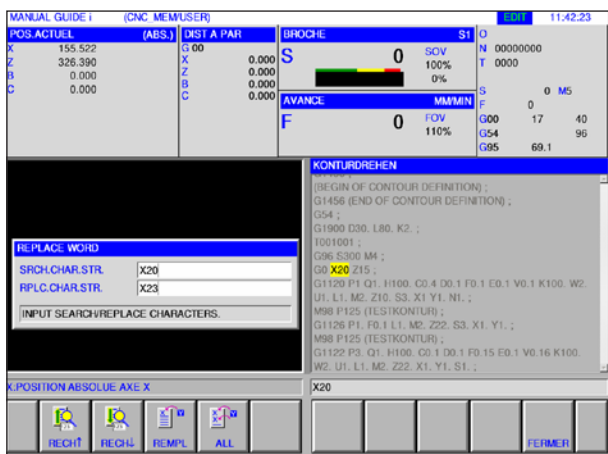 MANUAL GUIDE i (CNC_MEM/USER) EDIT 11:42:23
POS.ACTUEL (ABS.)
X 155.522
Z 326.390
B 0.000
C 0.000
DIST A PAR
G 00
X 0.000
Z 0.000
B 0.000
C 0.000
BROCHE S1
S 0 SOV
100%
0%
AVANCE MM/MIN
F 0 FOV
110%
O
N 00000000
T 0000
S 0 M5
F 0
G00 17 40
G54 96
G95 69.1
REPLACE WORD
SRCH.CHAR.STR. X20
RPLC.CHAR.STR. X23
INPUT SEARCH/REPLACE CHARACTERS.
KONTURDREHEN
(BEGIN OF CONTOUR DEFINITION) ;
G1456 (END OF CONTOUR DEFINITION) ;
G54 ;
G1900 D30. L80. K2. ;
T001001 ;
G96 S300 M4 ;
G0 X20 Z15 ;
G1120 P1 Q1. H100. C0.4 D0.1 F0.1 E0.1 V0.1 K100. W2.
U1. L1. M2. Z10. S3. X1 Y1. N1. ;
M98 P125 (TESTKONTUR) ;
G1126 P1. F0.1 L1. M2. Z22. S3. X1. Y1. ;
M98 P125 (TESTKONTUR) ;
G1122 P3. Q1. H100. C0.1 D0.1 F0.15 E0.1 V0.16 K100.
W2. U1. L1. M2. Z22. X1. Y1. S1. ;
X:POSITION ABSOLUE AXE X
X20
RECH↑ RECH↓ REMPL ALL FERMER